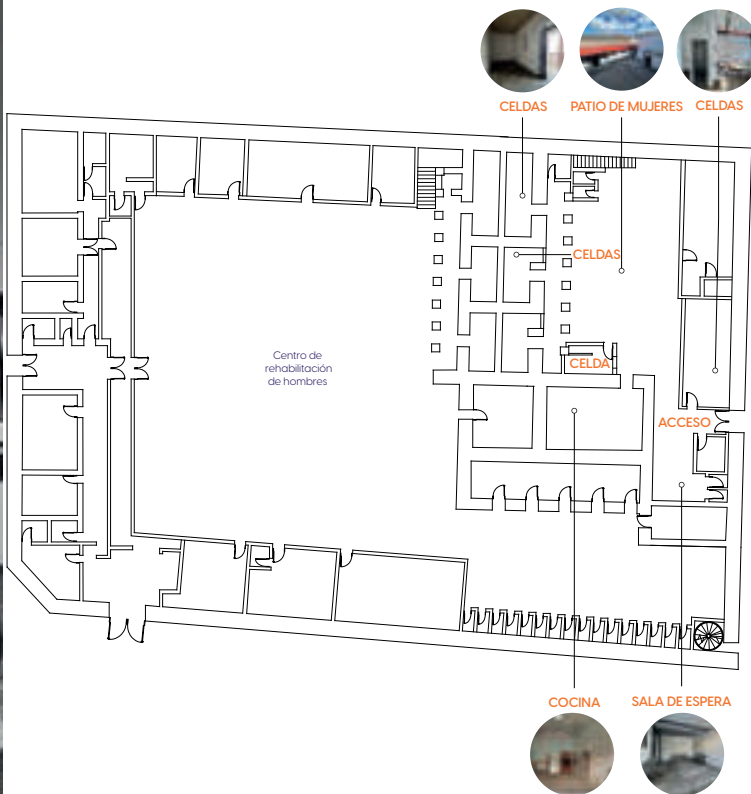 CELDAS
PATIO DE MUJERES
CELDAS
CELDAS
Centro de
rehabilitación
de hombres
CELDA
ACCESO
COCINA
SALA DE ESPERA